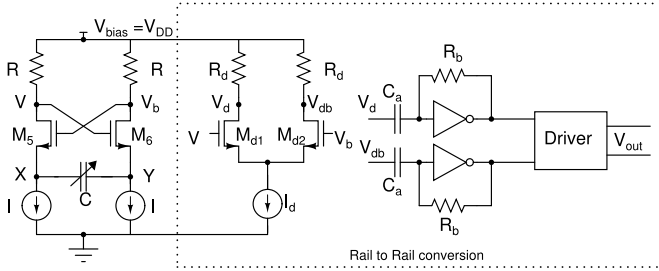 V_bias =V_DD
R R R_d R_d R_b
V V_b V_d V_db V_d C_a
M_5 M_6 V M_d1 M_d2 V_b V_db Driver V_out
X Y C_a
I C I I_d R_b
Rail to Rail conversion